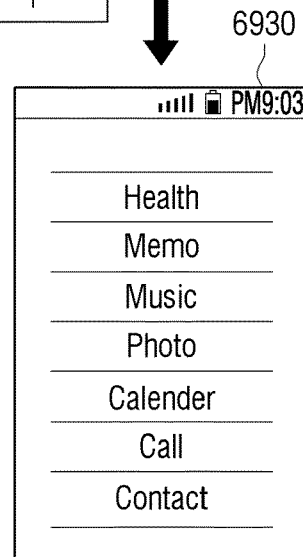 6930
PM9:03
Health
Memo
Music
Photo
Calender
Call
Contact